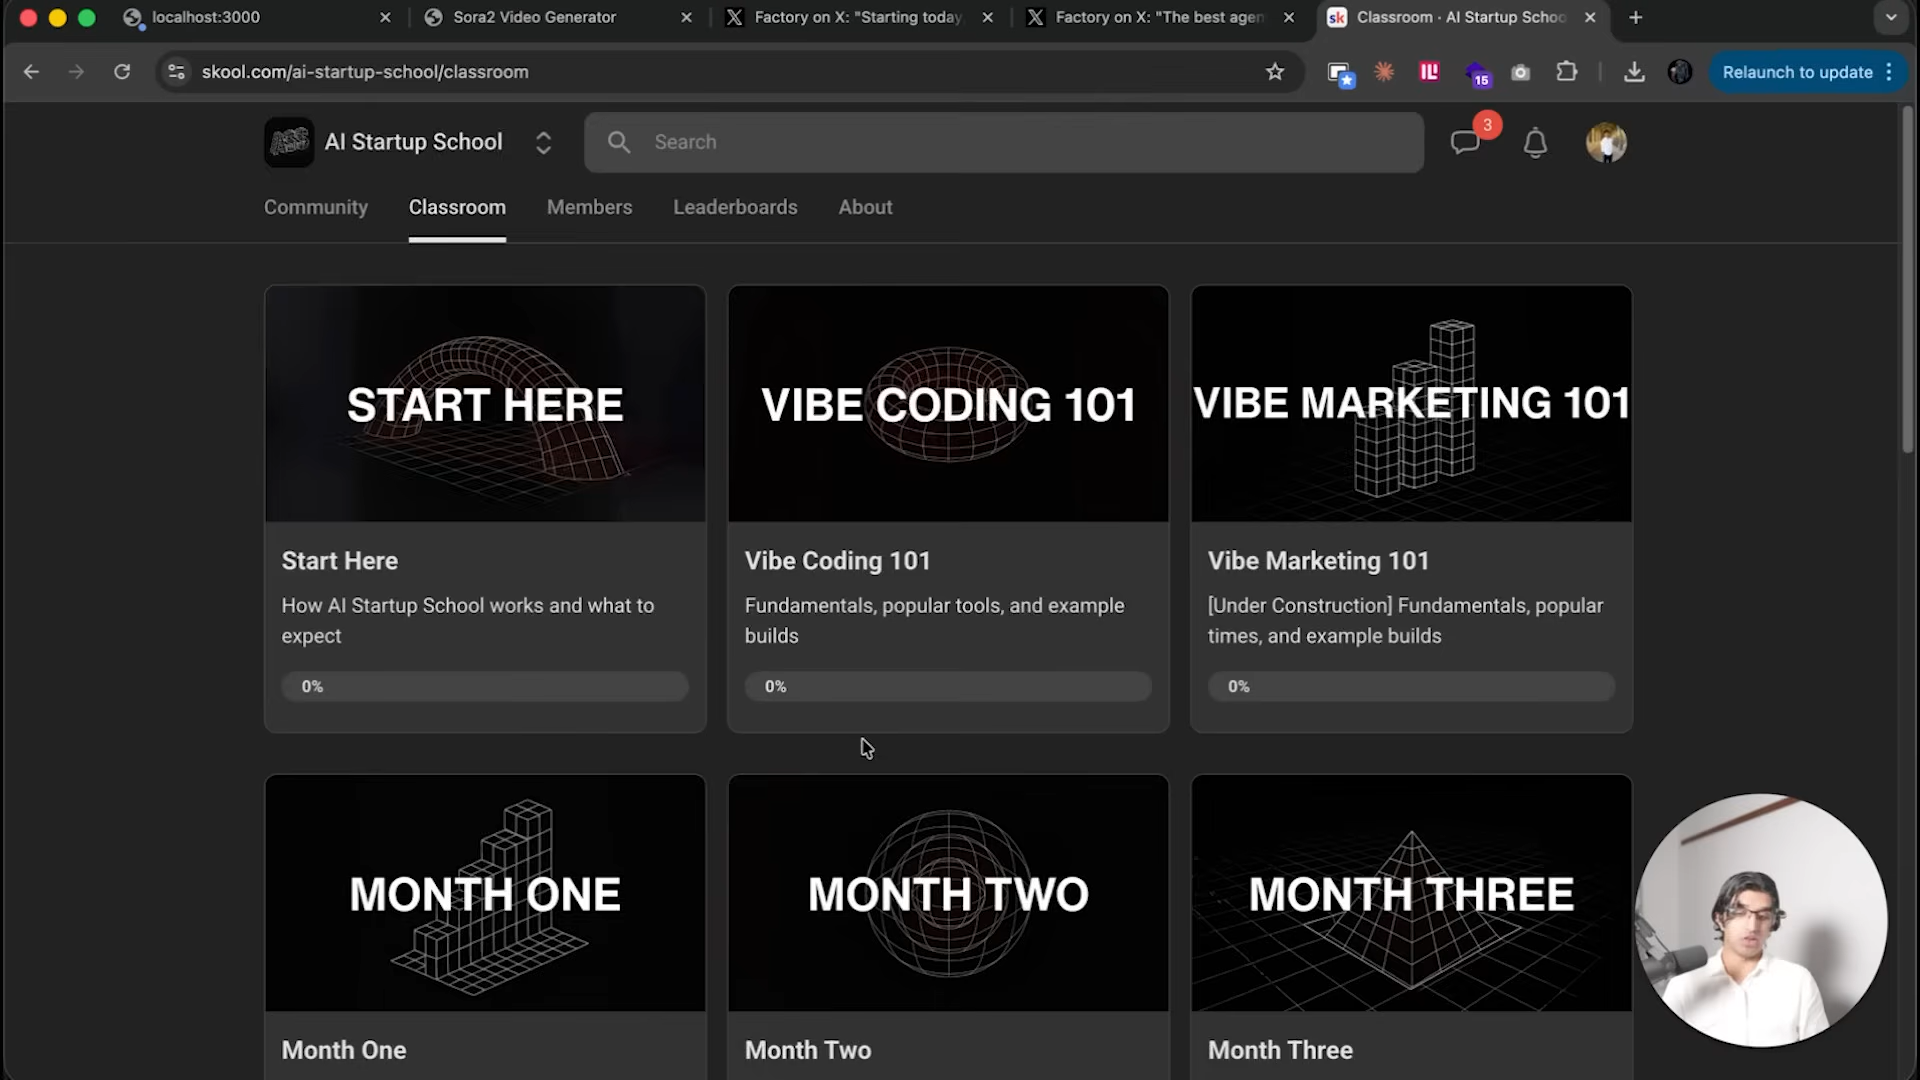 localhost:3000
Sora2 Video Generator
Factory on X: "Starting today,
Factory on X: "The best agen
sk
Classroom · AI Startup Schoo
skool.com/ai-startup-school/classroom
15
Relaunch to update
AI Startup School
Search
3
Community
Classroom
Members
Leaderboards
About
START HERE
VIBE CODING 101
VIBE MARKETING 101
Start Here
How AI Startup School works and what to
expect
0%
Vibe Coding 101
Fundamentals, popular tools, and example
builds
0%
Vibe Marketing 101
[Under Construction] Fundamentals, popular
times, and example builds
0%
MONTH ONE
MONTH TWO
MONTH THREE
Month One
Month Two
Month Three